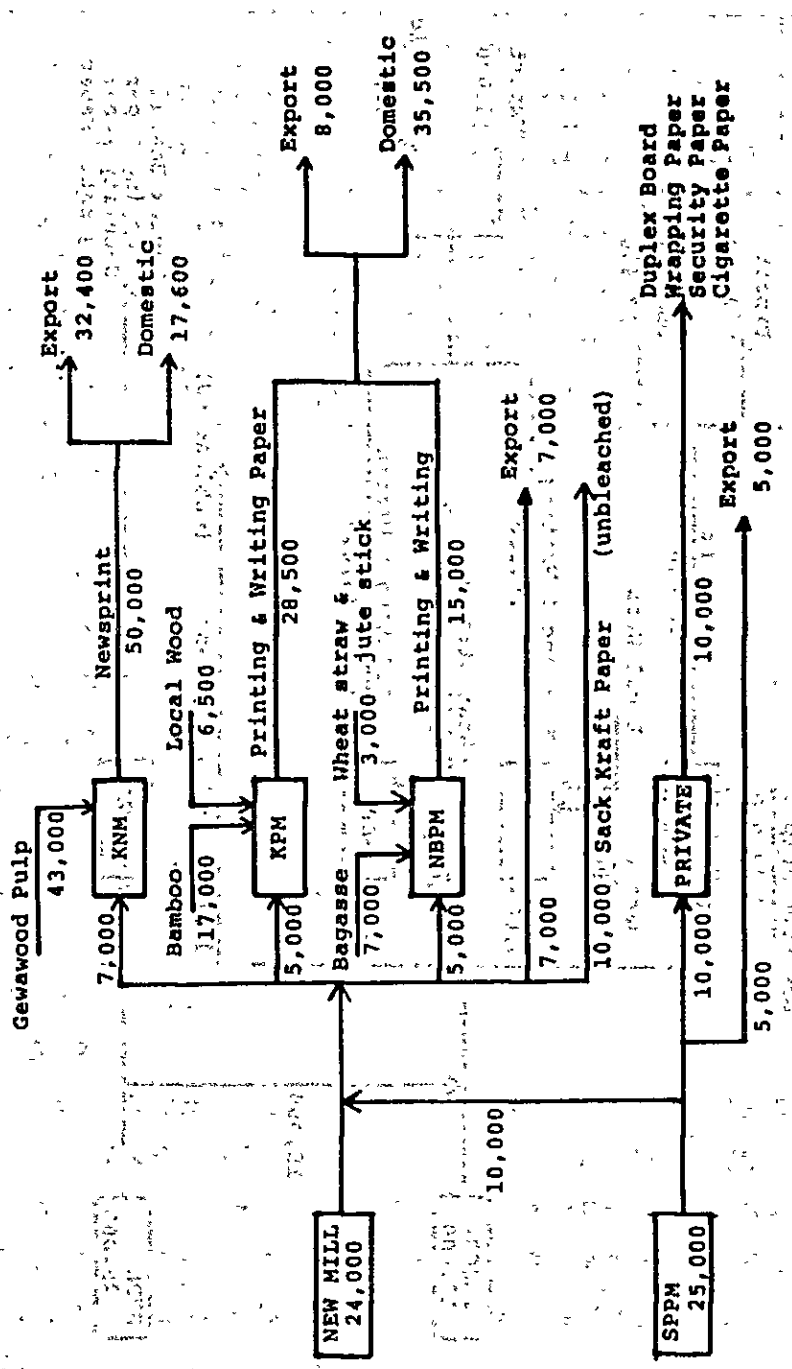 Gewawood Pulp
43,000
7,000
KNM
Newsprint
50,000
Export
32,400
Domestic
17,600
Bamboo
17,000
Local Wood
6,500
5,000
KPM
Printing & Writing Paper
28,500
Export
8,000
Domestic
35,500
Bagasse
7,000
Wheat straw &
3,000 jute stick
5,000
NBPM
Printing & Writing
15,000
NEW MILL
24,000
Export
7,000
7,000
10,000 Sack Kraft Paper (unbleached)
10,000
SPPM
25,000
10,000
PRIVATE
10,000
Duplex Board
Wrapping Paper
Security Paper
Cigarette Paper
5,000
Export
5,000